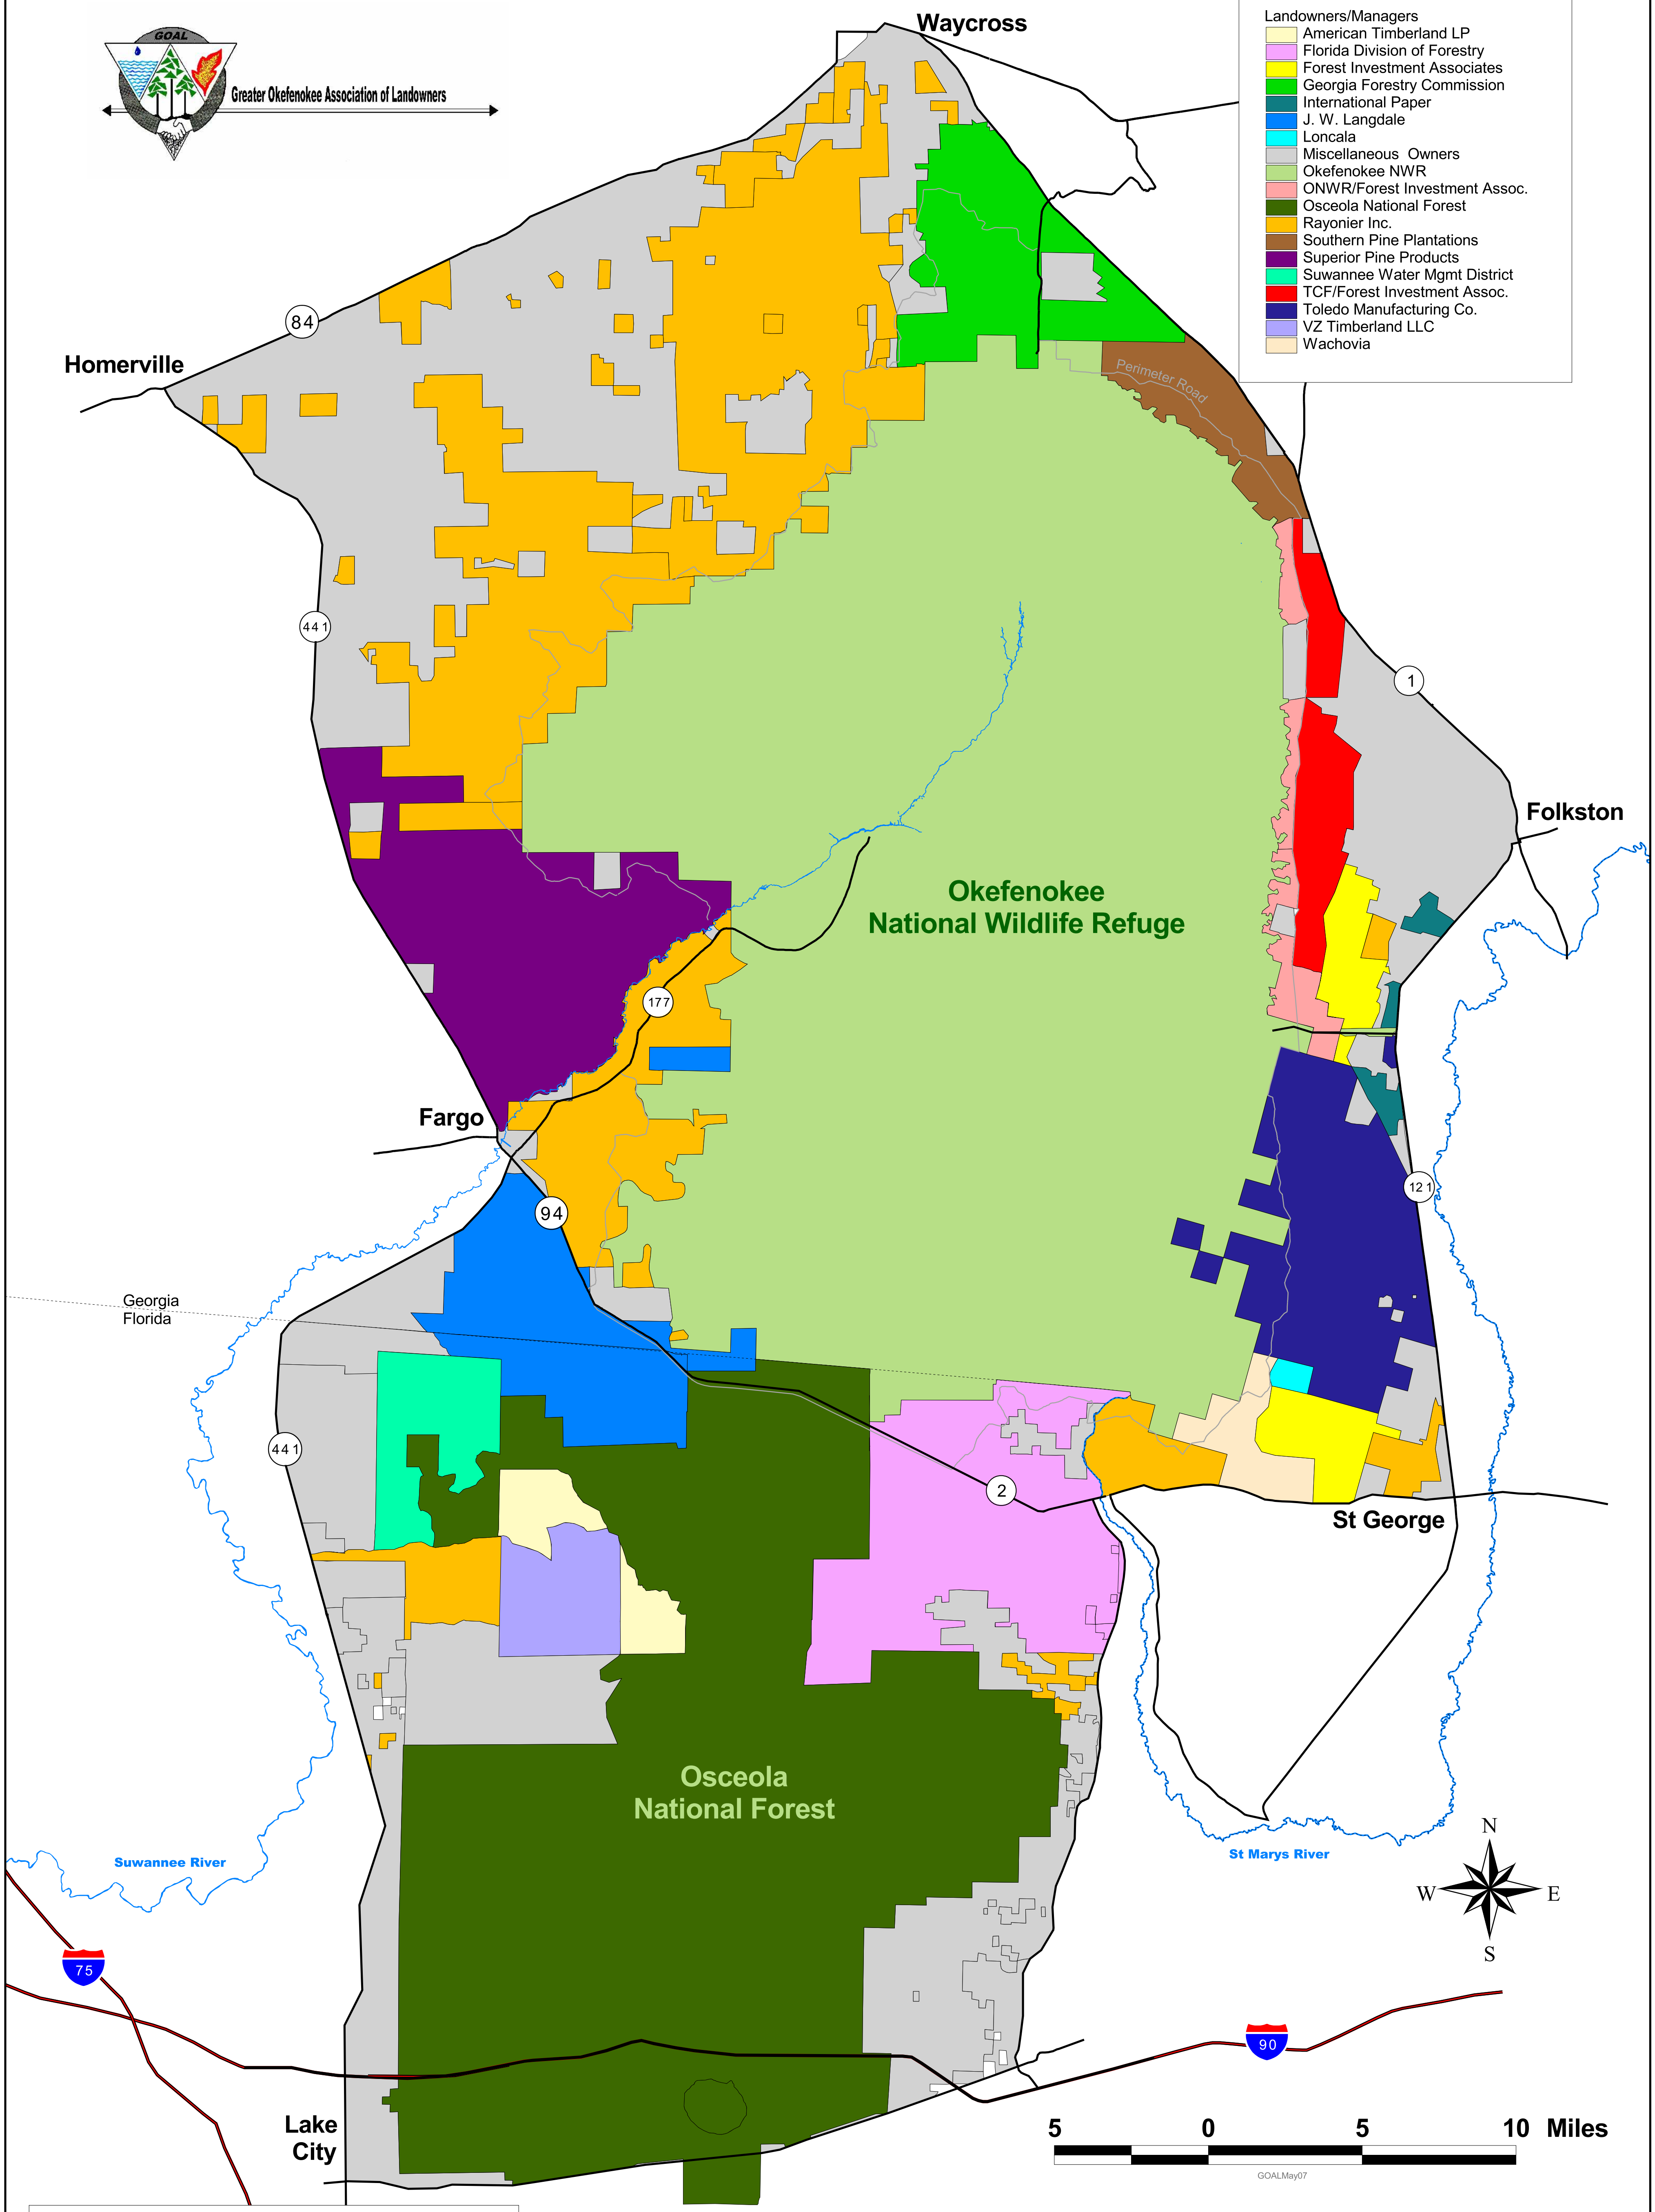 GOAL
Greater Okefenokee Association of Landowners
Waycross
Landowners/Managers
American Timberland LP
Florida Division of Forestry
Forest Investment Associates
Georgia Forestry Commission
International Paper
J. W. Langdale
Loncala
Miscellaneous Owners
Okefenokee NWR
ONWR/Forest Investment Assoc.
Osceola National Forest
Rayonier Inc.
Southern Pine Plantations
Superior Pine Products
Suwannee Water Mgmt District
TCF/Forest Investment Assoc.
Toledo Manufacturing Co.
VZ Timberland LLC
Wachovia
84
Homerville
Perimeter Road
441
1
Folkston
Okefenokee
National Wildlife Refuge
177
Fargo
121
94
Georgia
Florida
441
2
St George
Osceola
National Forest
Suwannee River
St Marys River
N
W
E
S
75
90
Lake
City
5 0 5 10 Miles
GOALMay07